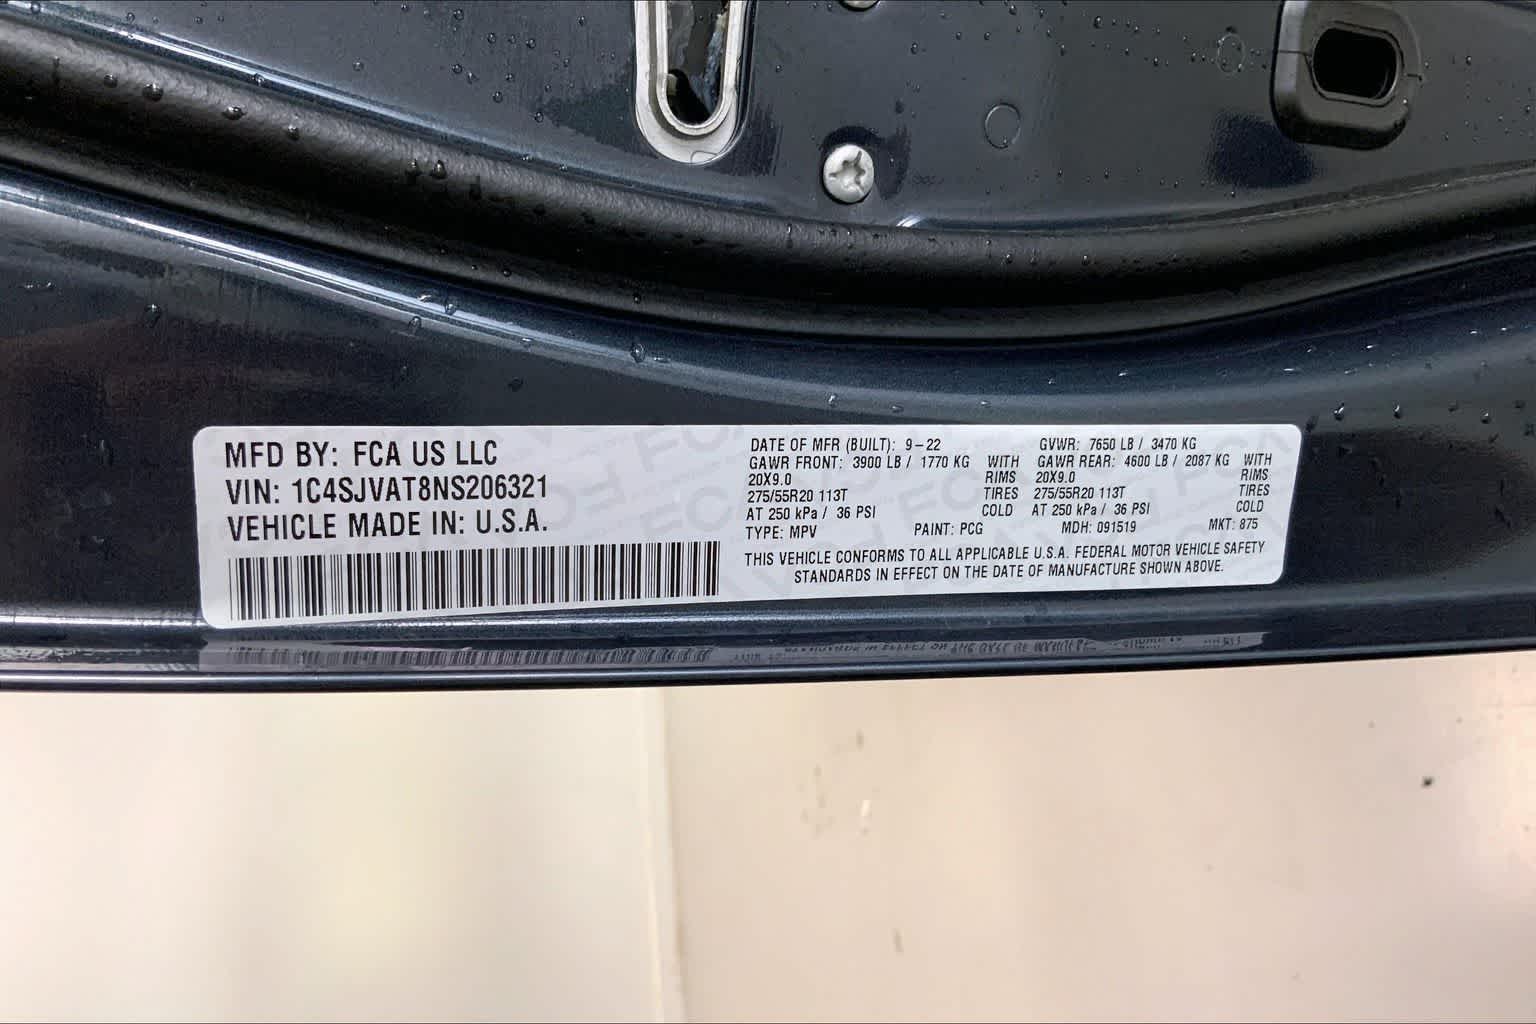 MFD BY: FCA US LLC
VIN: 1C4SJVAT8NS206321
VEHICLE MADE IN: U.S.A.
DATE OF MFR (BUILT): 9-22 GVWR: 7650 LB / 3470 KG
GAWR FRONT: 3900 LB / 1770 KG WITH GAWR REAR: 4600 LB / 2087 KG WITH
20X9.0 RIMS 20X9.0 RIMS
275/55R20 113T TIRES 275/55R20 113T TIRES
AT 250 kPa / 36 PSI COLD AT 250 kPa / 36 PSI COLD
TYPE: MPV PAINT: PCG MDH: 091519 MKT: 875
THIS VEHICLE CONFORMS TO ALL APPLICABLE U.S.A. FEDERAL MOTOR VEHICLE SAFETY
STANDARDS IN EFFECT ON THE DATE OF MANUFACTURE SHOWN ABOVE.